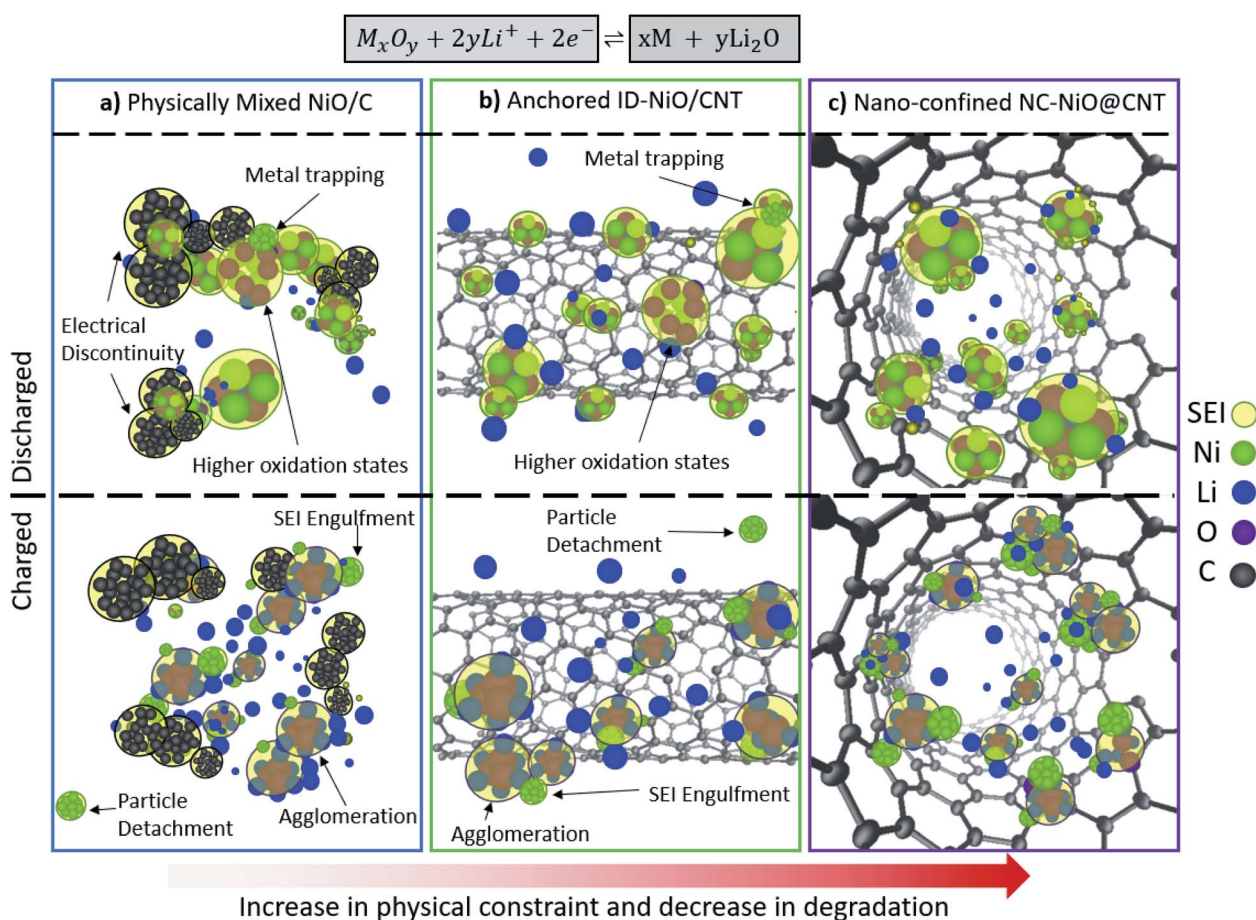 MₓOᵧ + 2yLi⁺ + 2e⁻ ⇌ xM + yLi₂O
a) Physically Mixed NiO/C
b) Anchored ID-NiO/CNT
c) Nano-confined NC-NiO@CNT
Discharged
Metal trapping
Electrical
Discontinuity
Higher oxidation states
Metal trapping
Higher oxidation states
SEI
Ni
Li
O
C
Charged
SEI Engulfment
Particle
Detachment
Agglomeration
Particle
Detachment
SEI Engulfment
Agglomeration
Increase in physical constraint and decrease in degradation